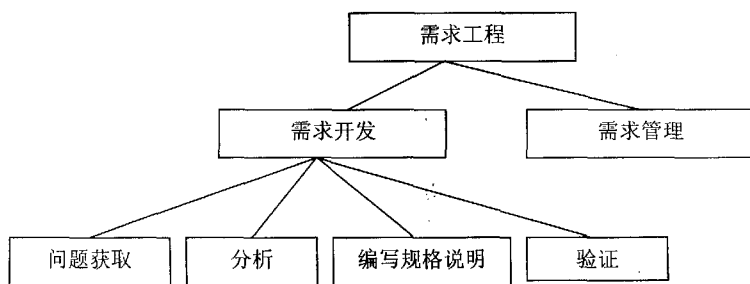 需求工程
需求开发
需求管理
问题获取
分析
编写规格说明
验证